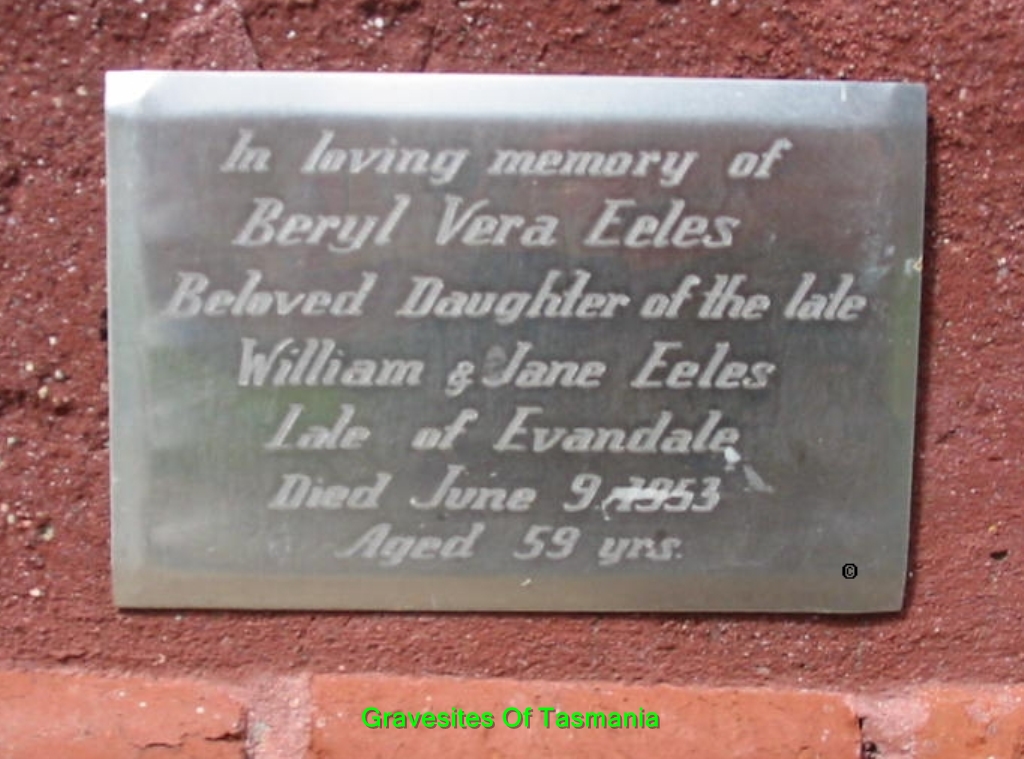 In loving memory of
Beryl Vera Eeles
Beloved Daughter of the late
William & Jane Eeles
Late of Evandale
Died June 9. 1953
Aged 59 yrs.
©
Gravesites Of Tasmania